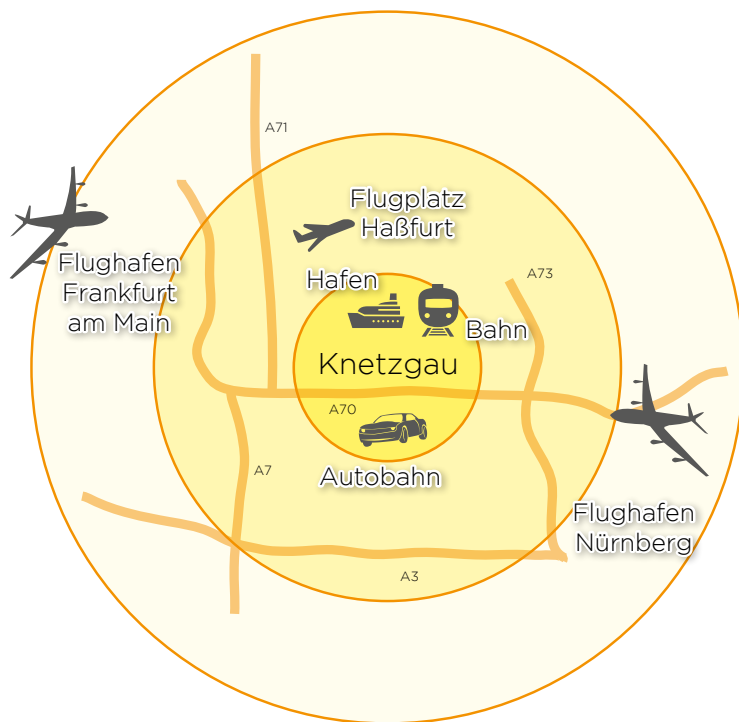 A71
Flugplatz
Haßfurt
Flughafen
Frankfurt
am Main
Hafen
A73
Bahn
Knetzgau
A70
A7
Autobahn
Flughafen
Nürnberg
A3